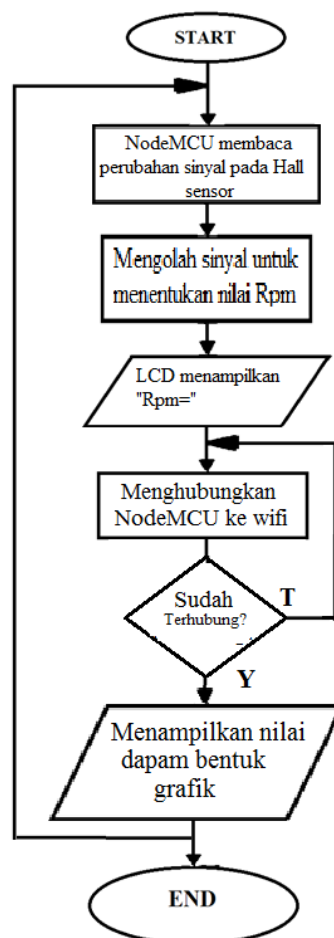 START
NodeMCU membaca
perubahan sinyal pada Hall
sensor
Mengolah sinyal untuk
menentukan nilai Rpm
LCD menampilkan
"Rpm="
Menghubungkan
NodeMCU ke wifi
Sudah
Terhubung?
T
Y
Menampilkan nilai
dapam bentuk
grafik
END